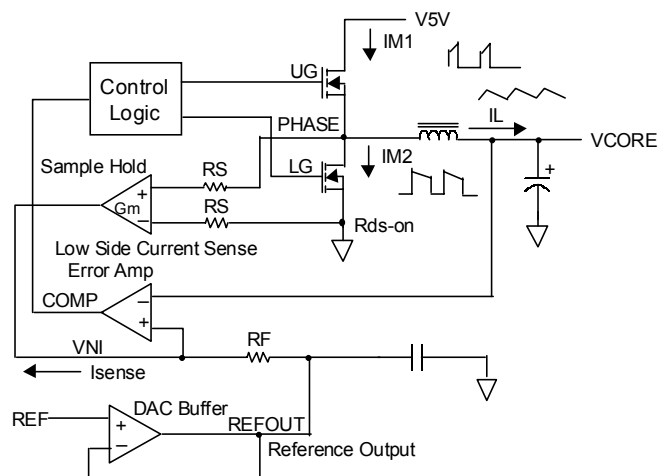 V5V
IM1
UG
Control
Logic
PHASE
IL
VCORE
IM2
LG
Sample Hold
RS
+
+
Gm
RS
−
Rds-on
Low Side Current Sense
Error Amp
COMP
−
+
VNI
RF
Isense
DAC Buffer
REF
+
REFOUT
−
Reference Output